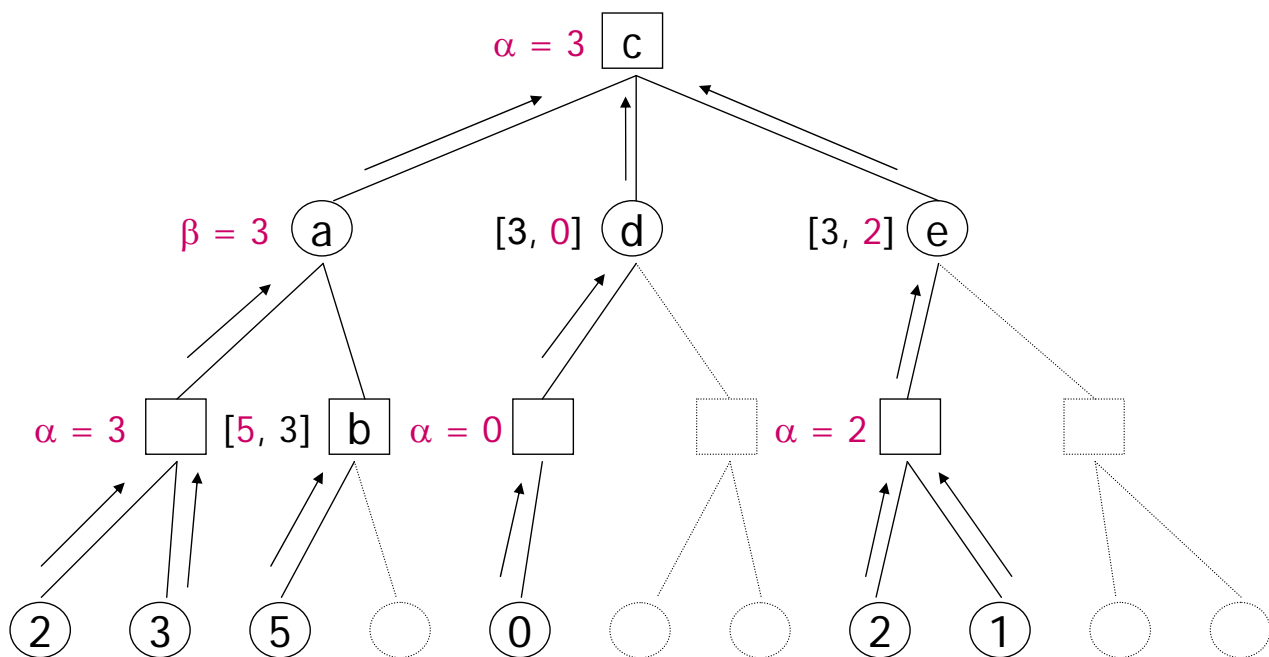 α = 3 c
β = 3 a [3, 0] d [3, 2] e
α = 3 [5, 3] b α = 0 α = 2
2 3 5 0 2 1